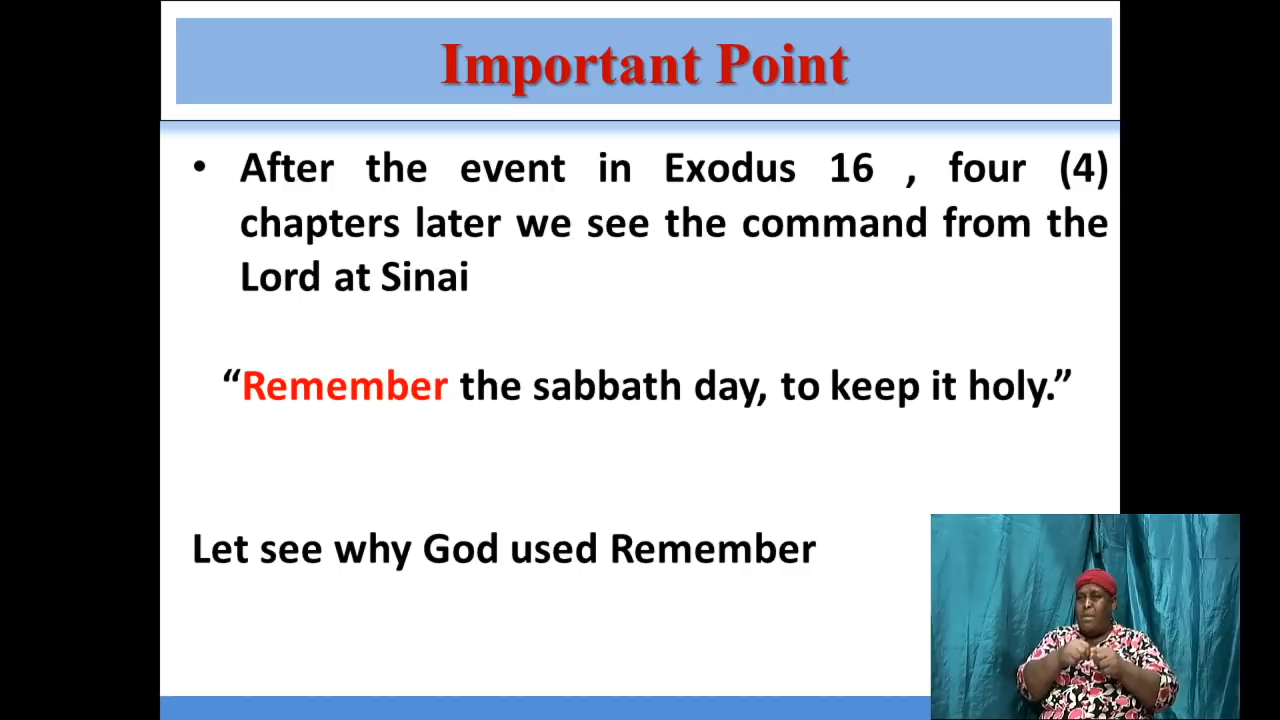 Important Point
• After the event in Exodus 16 , four (4)
chapters later we see the command from the
Lord at Sinai
“Remember the sabbath day, to keep it holy.”
Let see why God used Remember